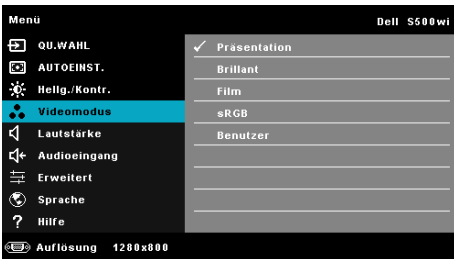 Menü Dell S500wi
QU.WAHL
AUTOEINST.
Hellg./Kontr.
Videomodus
Lautstärke
Audioeingang
Erweitert
Sprache
Hilfe
Präsentation
Brillant
Film
sRGB
Benutzer
Auflösung 1280x800